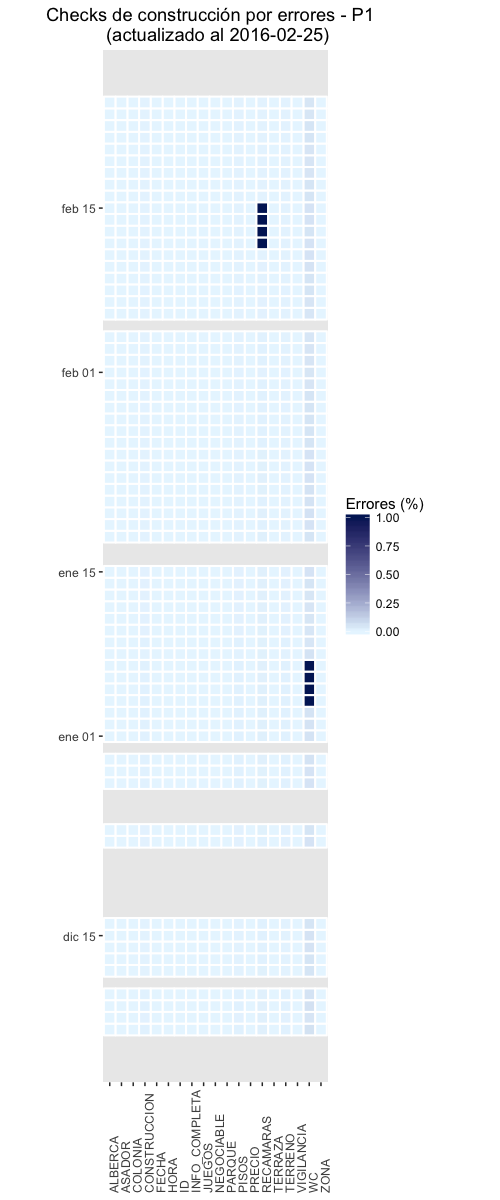 Checks de construcción por errores - P1
(actualizado al 2016-02-25)
feb 15
feb 01
ene 15
ene 01
dic 15
Errores (%)
1.00
0.75
0.50
0.25
0.00
ALBERCA
ASADOR
COLONIA
CONSTRUCCION
FECHA
HORA
ID
INFO_COMPLETA
JUEGOS
NEGOCIABLE
PARQUE
PISOS
PRECIO
RECAMARAS
TERRAZA
TERRENO
VIGILANCIA
WC
ZONA